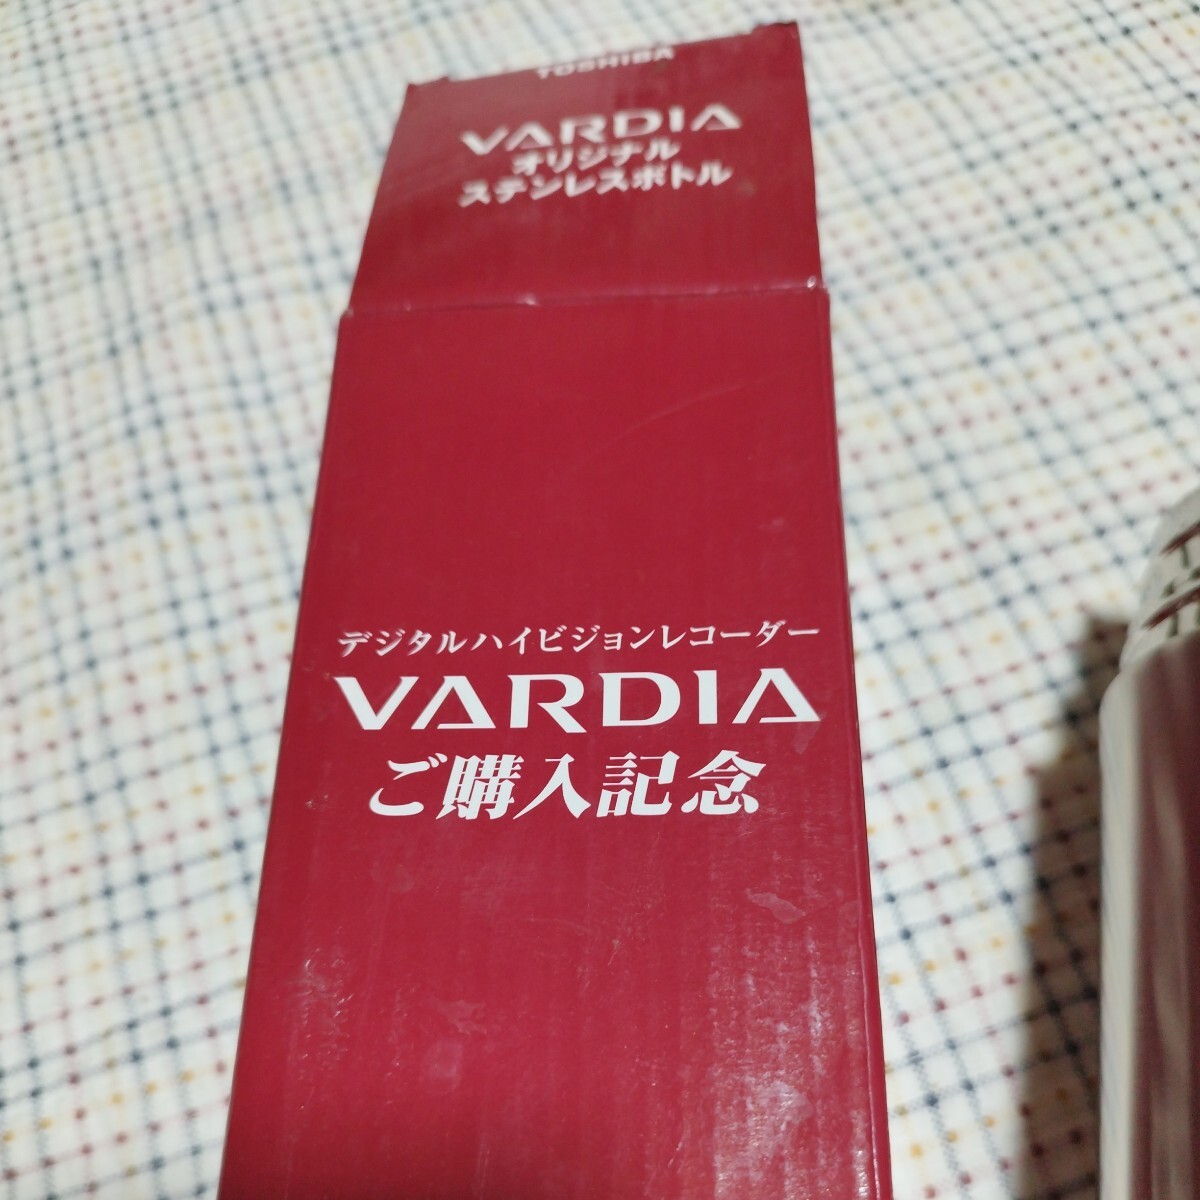 TOSHIBA
VARDIA
オリジナル
ステンレスボトル
デジタルハイビジョンレコーダー
VARDIA
ご購入記念